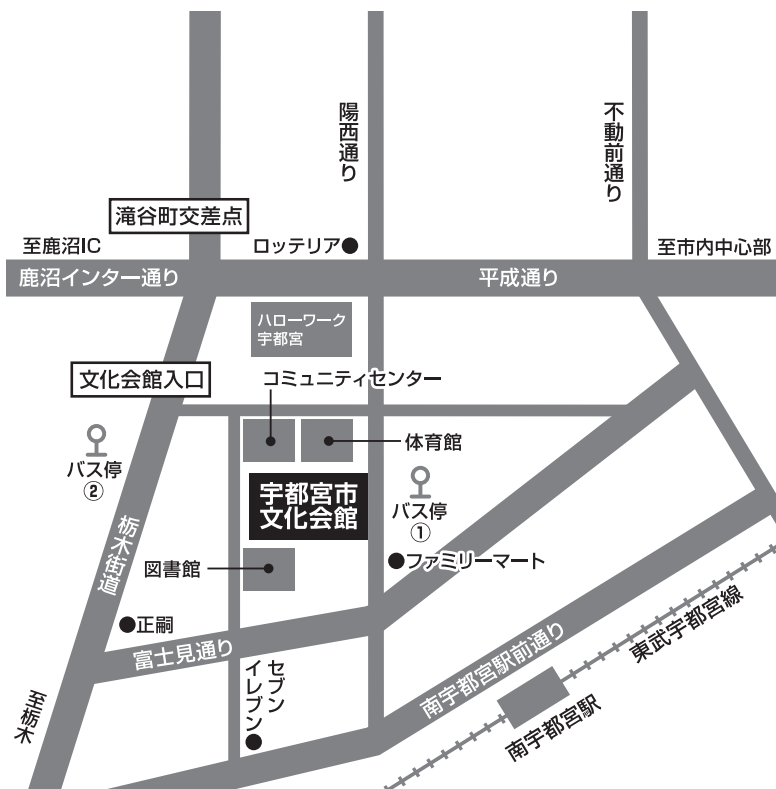 陽西通り
不動前通り
滝谷町交差点
至鹿沼IC
ロッテリア
至市内中心部
鹿沼インター通り
平成通り
ハローワーク
宇都宮
文化会館入口
コミュニティセンター
体育館
バス停
②
宇都宮市
文化会館
バス停
①
栃木街道
図書館
ファミリーマート
正嗣
富士見通り
セブン
イレブン
南宇都宮駅前通り
東武宇都宮線
南宇都宮駅
至栃木